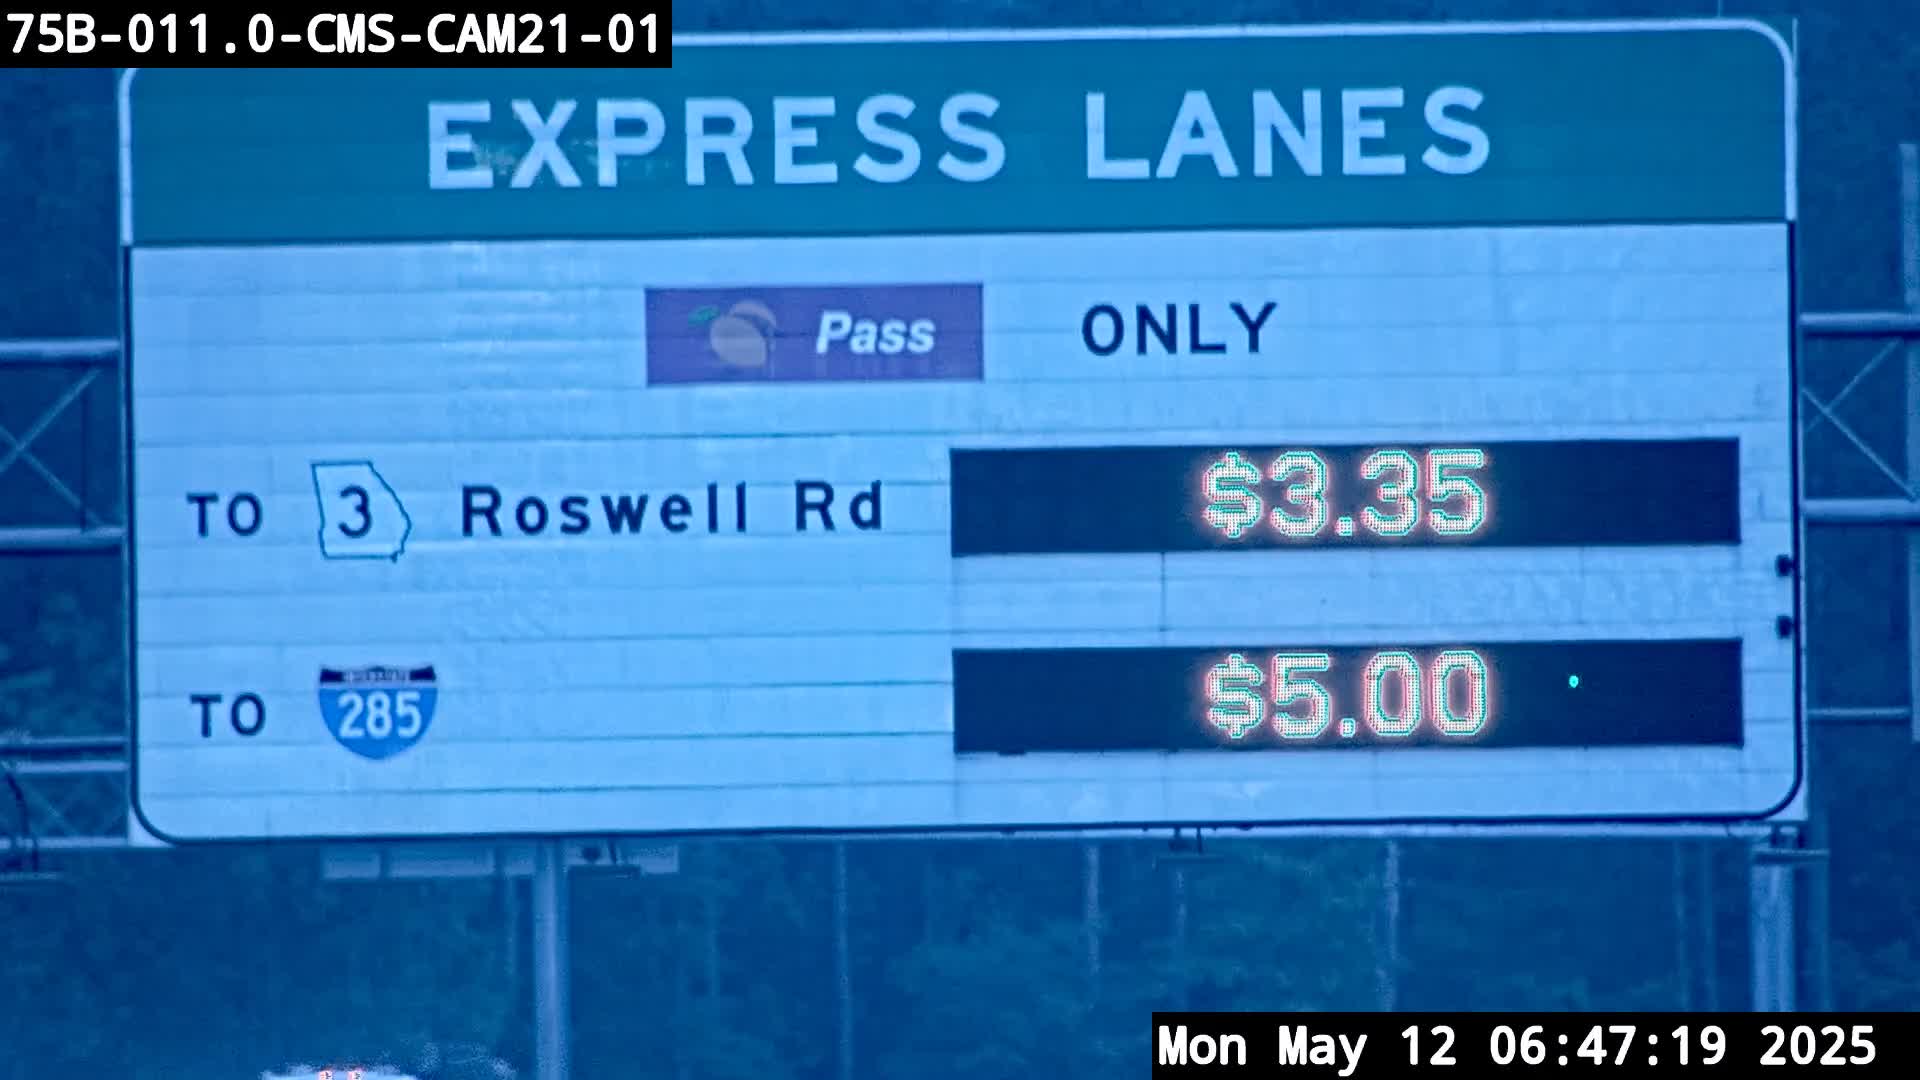 75B-011.0-CMS-CAM21-01
EXPRESS LANES
Pass ONLY
TO 3 Roswell Rd $3.35
TO 285 $5.00
Mon May 12 06:47:19 2025